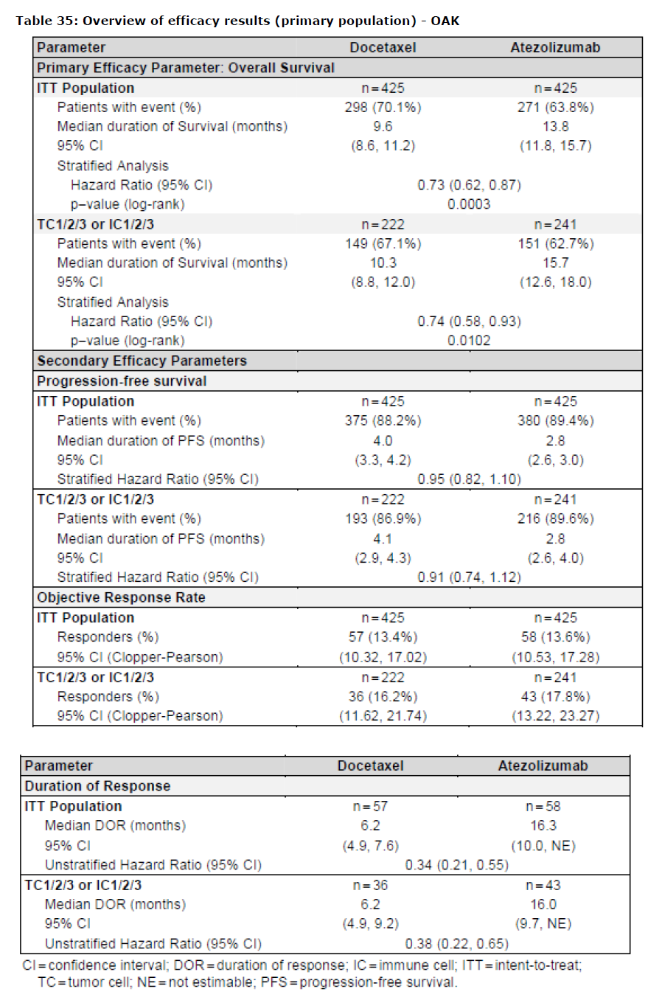 Table 35: Overview of efficacy results (primary population) - OAK
Parameter Docetaxel Atezolizumab
Primary Efficacy Parameter: Overall Survival
ITT Population n=425 n=425
Patients with event (%) 298 (70.1%) 271 (63.8%)
Median duration of Survival (months) 9.6 13.8
95% CI (8.6, 11.2) (11.8, 15.7)
Stratified Analysis
Hazard Ratio (95% CI) 0.73 (0.62, 0.87)
p–value (log-rank) 0.0003
TC1/2/3 or IC1/2/3 n=222 n=241
Patients with event (%) 149 (67.1%) 151 (62.7%)
Median duration of Survival (months) 10.3 15.7
95% CI (8.8, 12.0) (12.6, 18.0)
Stratified Analysis
Hazard Ratio (95% CI) 0.74 (0.58, 0.93)
p–value (log-rank) 0.0102
Secondary Efficacy Parameters
Progression-free survival
ITT Population n=425 n=425
Patients with event (%) 375 (88.2%) 380 (89.4%)
Median duration of PFS (months) 4.0 2.8
95% CI (3.3, 4.2) (2.6, 3.0)
Stratified Hazard Ratio (95% CI) 0.95 (0.82, 1.10)
TC1/2/3 or IC1/2/3 n=222 n=241
Patients with event (%) 193 (86.9%) 216 (89.6%)
Median duration of PFS (months) 4.1 2.8
95% CI (2.9, 4.3) (2.6, 4.0)
Stratified Hazard Ratio (95% CI) 0.91 (0.74, 1.12)
Objective Response Rate
ITT Population n=425 n=425
Responders (%) 57 (13.4%) 58 (13.6%)
95% CI (Clopper-Pearson) (10.32, 17.02) (10.53, 17.28)
TC1/2/3 or IC1/2/3 n=222 n=241
Responders (%) 36 (16.2%) 43 (17.8%)
95% CI (Clopper-Pearson) (11.62, 21.74) (13.22, 23.27)
Parameter Docetaxel Atezolizumab
Duration of Response
ITT Population n=57 n=58
Median DOR (months) 6.2 16.3
95% CI (4.9, 7.6) (10.0, NE)
Unstratified Hazard Ratio (95% CI) 0.34 (0.21, 0.55)
TC1/2/3 or IC1/2/3 n=36 n=43
Median DOR (months) 6.2 16.0
95% CI (4.9, 9.2) (9.7, NE)
Unstratified Hazard Ratio (95% CI) 0.38 (0.22, 0.65)
CI=confidence interval; DOR=duration of response; IC=immune cell; ITT=intent-to-treat;
TC=tumor cell; NE=not estimable; PFS=progression-free survival.